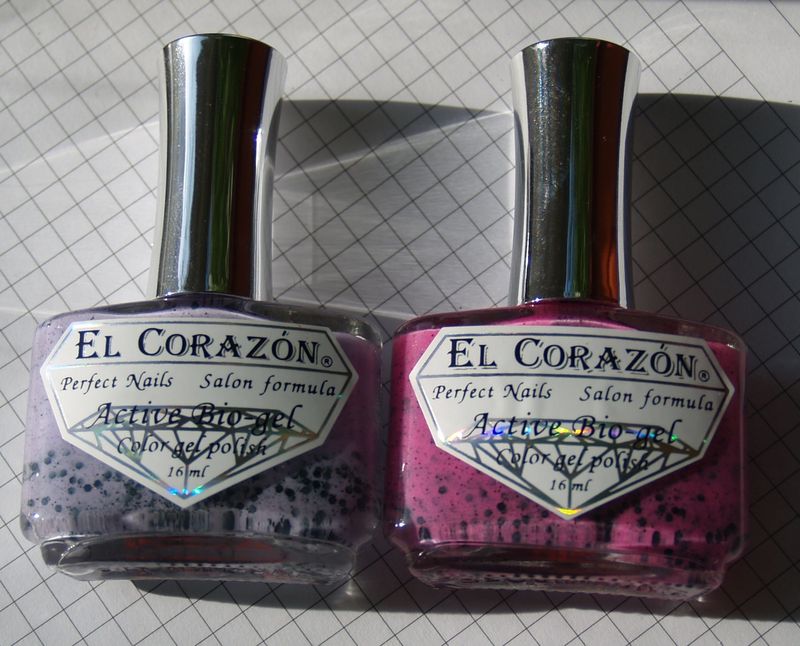 EL CORAZÓN®
Perfect Nails Salon formula
Active Bio-gel
Color gel polish
16 ml
EL CORAZÓN®
Perfect Nails Salon formula
Active Bio-gel
Color gel polish
16 ml